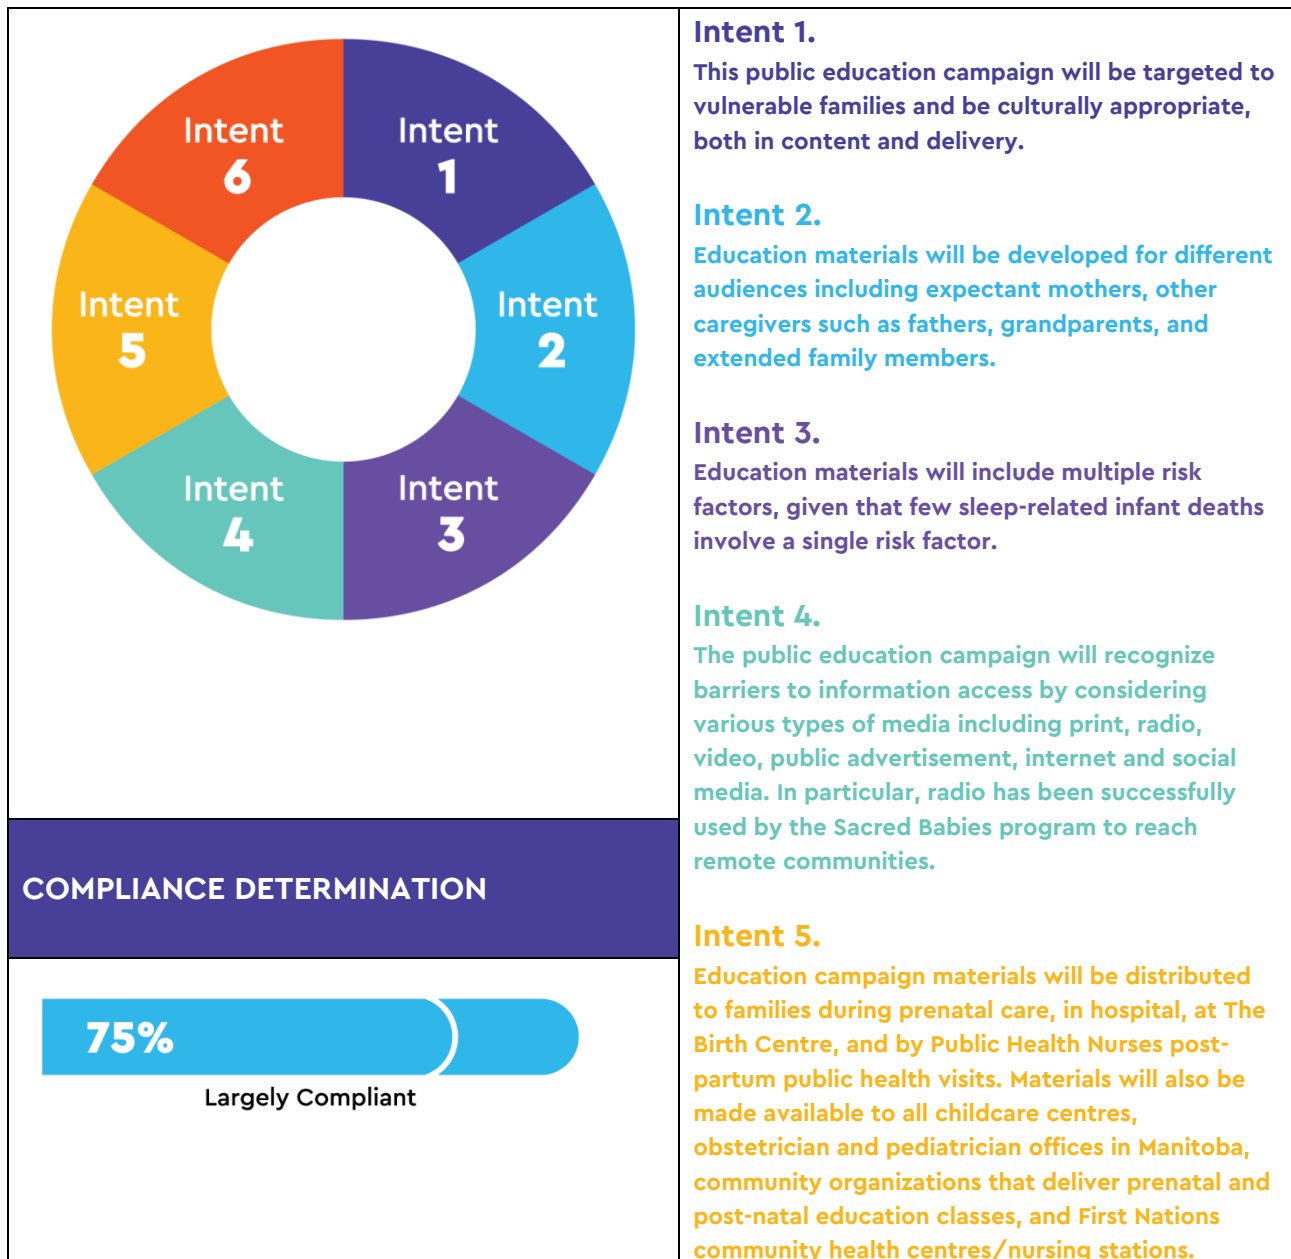 Intent
6
Intent
1
Intent
5
Intent
2
Intent
4
Intent
3
COMPLIANCE DETERMINATION
75%
Largely Compliant
Intent 1.
This public education campaign will be targeted to
vulnerable families and be culturally appropriate,
both in content and delivery.
Intent 2.
Education materials will be developed for different
audiences including expectant mothers, other
caregivers such as fathers, grandparents, and
extended family members.
Intent 3.
Education materials will include multiple risk
factors, given that few sleep-related infant deaths
involve a single risk factor.
Intent 4.
The public education campaign will recognize
barriers to information access by considering
various types of media including print, radio,
video, public advertisement, internet and social
media. In particular, radio has been successfully
used by the Sacred Babies program to reach
remote communities.
Intent 5.
Education campaign materials will be distributed
to families during prenatal care, in hospital, at The
Birth Centre, and by Public Health Nurses post-
partum public health visits. Materials will also be
made available to all childcare centres,
obstetrician and pediatrician offices in Manitoba,
community organizations that deliver prenatal and
post-natal education classes, and First Nations
community health centres/nursing stations.